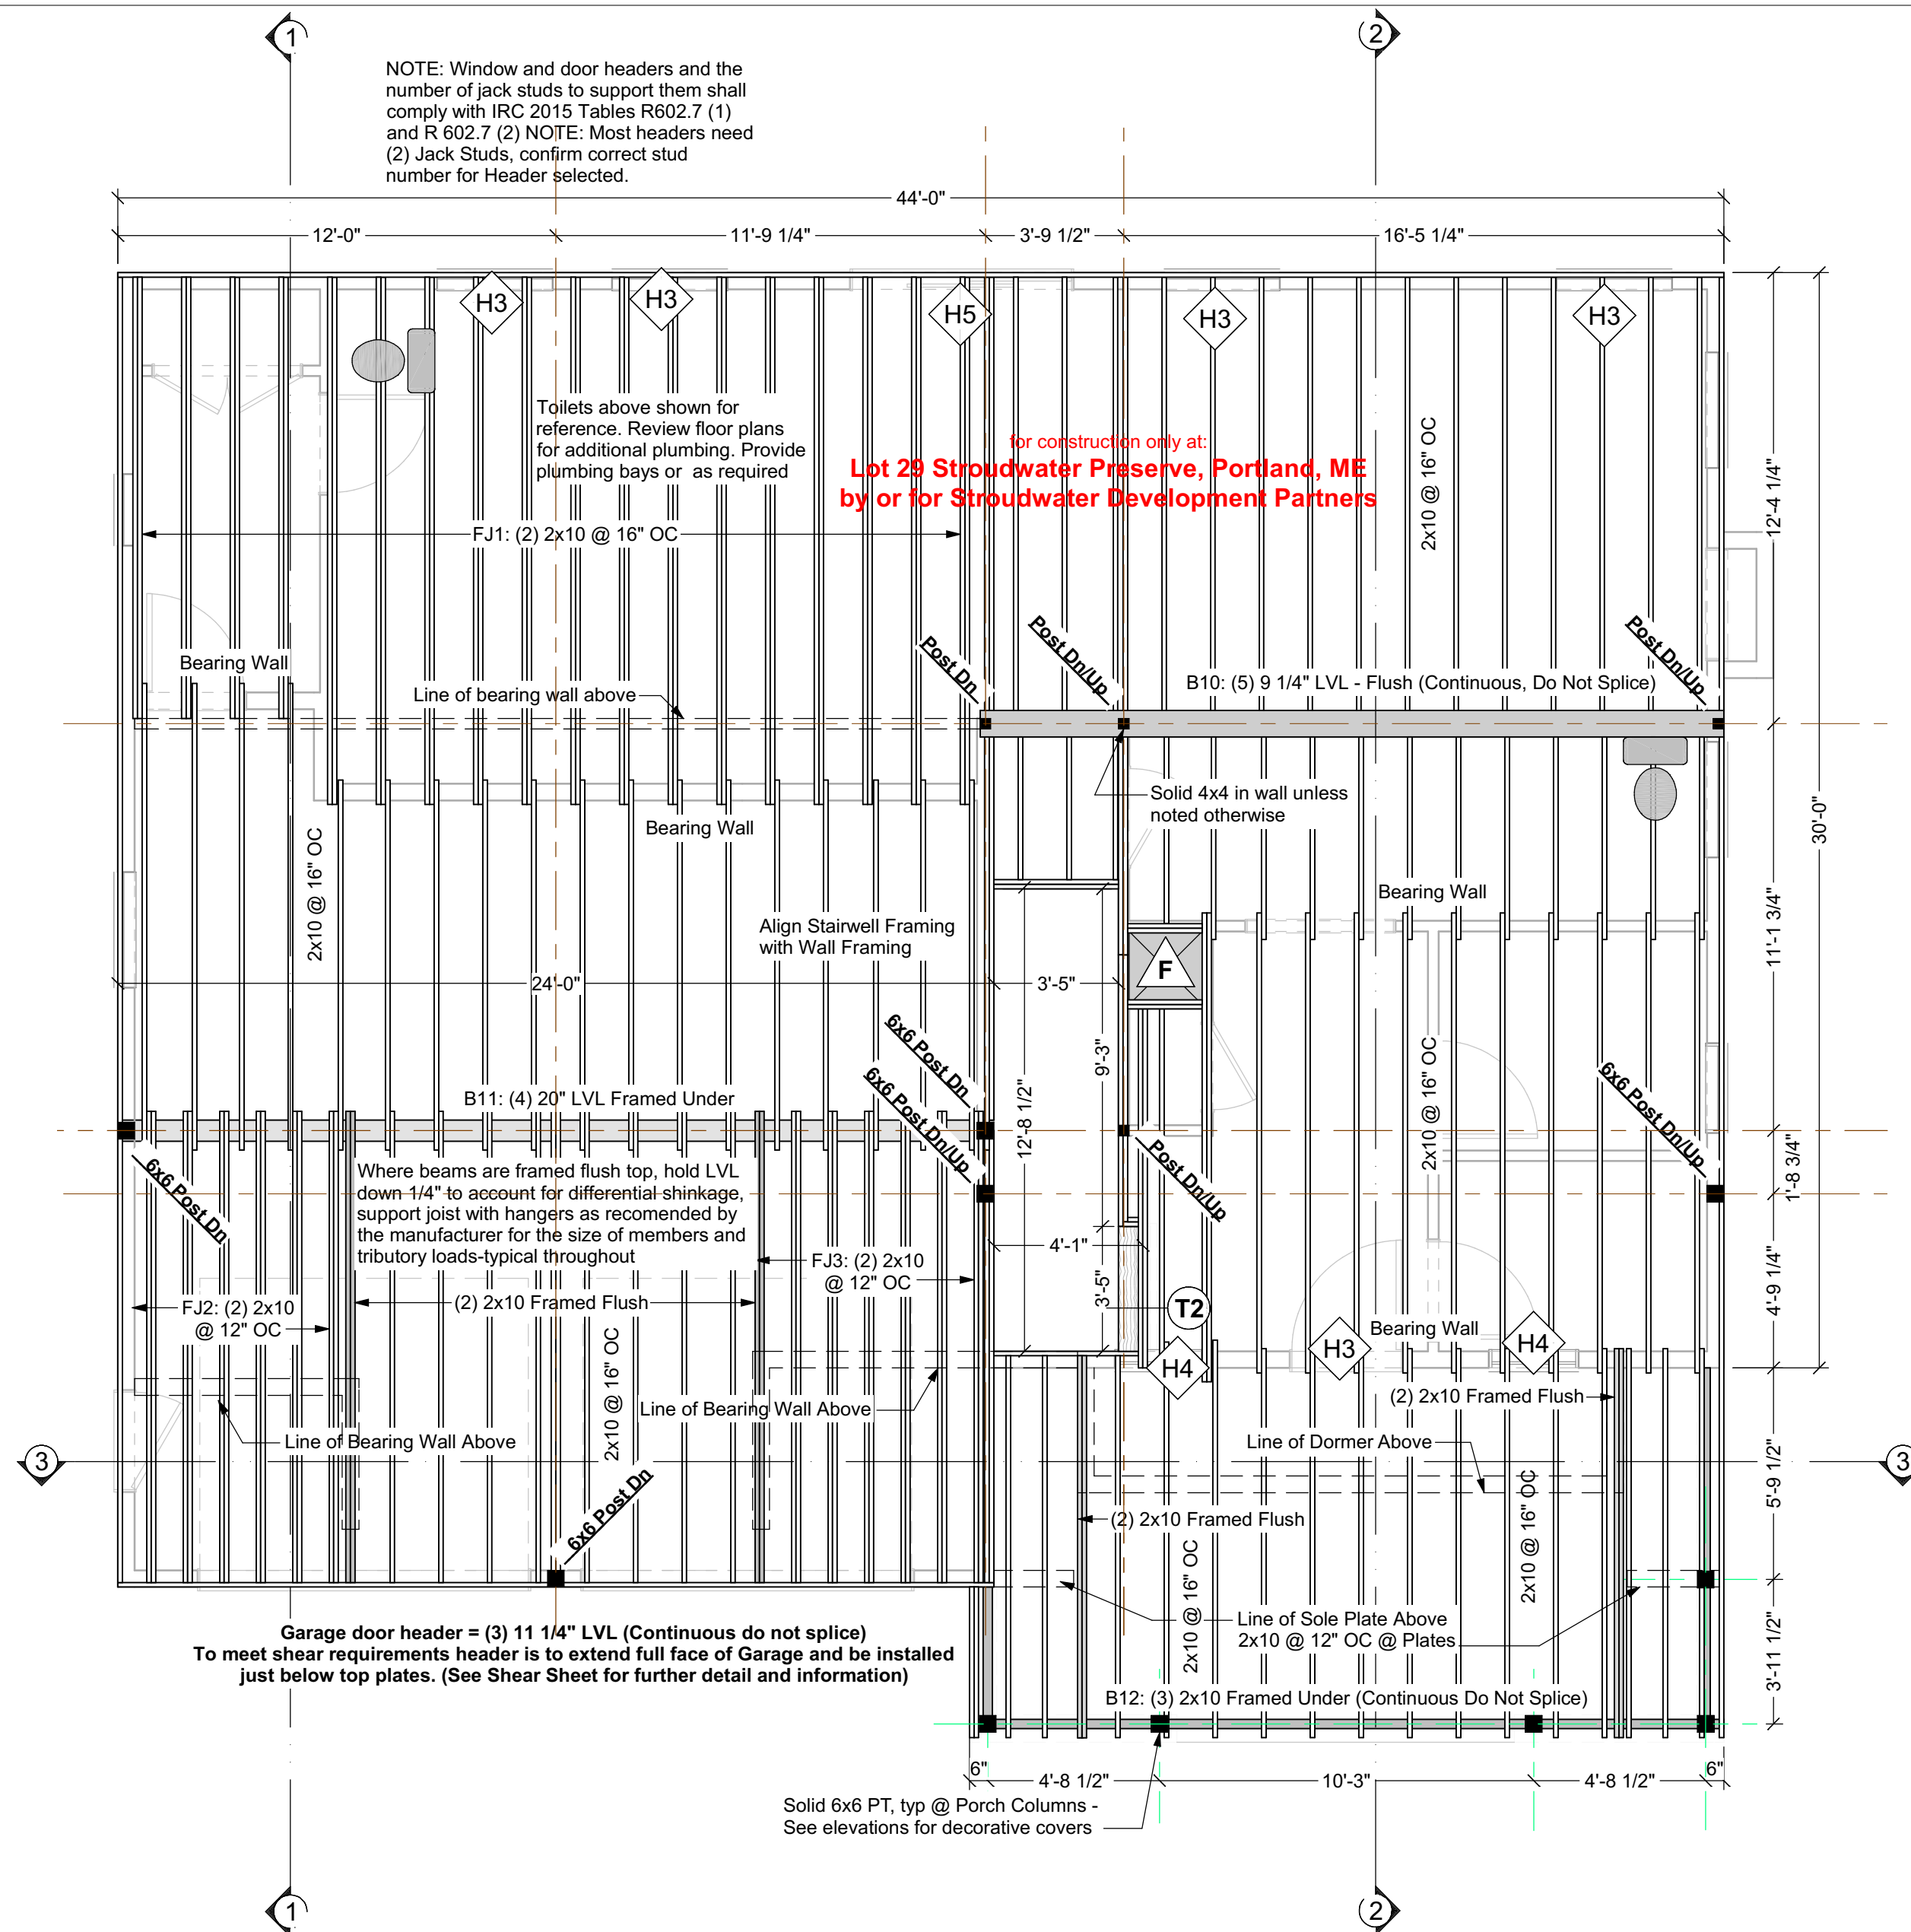 1
2
NOTE: Window and door headers and the
number of jack studs to support them shall
comply with IRC 2015 Tables R602.7 (1)
and R 602.7 (2) NOTE: Most headers need
(2) Jack Studs, confirm correct stud
number for Header selected.
44'-0"
12'-0"
11'-9 1/4"
3'-9 1/2"
16'-5 1/4"
H3
H3
H5
H3
H3
Toilets above shown for
reference. Review floor plans
for additional plumbing. Provide
plumbing bays or as required
for construction only at:
Lot 29 Stroudwater Preserve, Portland, ME
by or for Stroudwater Development Partners
2x10 @ 16" OC
12'-4 1/4"
FJ1: (2) 2x10 @ 16" OC
Bearing Wall
Line of bearing wall above
Post Dn
Post Dn/Up
Post Dn/Up
B10: (5) 9 1/4" LVL - Flush (Continuous, Do Not Splice)
Solid 4x4 in wall unless
noted otherwise
30'-0"
Bearing Wall
2x10 @ 16" OC
Bearing Wall
11'-1 3/4"
Align Stairwell Framing
with Wall Framing
F
24'-0"
3'-5"
6x6 Post Dn
6x6 Post Dn/Up
9'-3"
12'-8 1/2"
2x10 @ 16" OC
6x6 Post Dn/Up
B11: (4) 20" LVL Framed Under
6x6 Post Dn
Where beams are framed flush top, hold LVL
down 1/4" to account for differential shinkage,
support joist with hangers as recomended by
the manufacturer for the size of members and
tributory loads-typical throughout
Post Dn/Up
1'-8 3/4"
4'-1"
FJ3: (2) 2x10
@ 12" OC
3'-5"
4'-9 1/4"
FJ2: (2) 2x10
@ 12" OC
(2) 2x10 Framed Flush
T2
2x10 @ 16" OC
Bearing Wall
H4
H3
H4
(2) 2x10 Framed Flush
Line of Bearing Wall Above
Line of Bearing Wall Above
Line of Dormer Above
3
3
5'-9 1/2"
6x6 Post Dn
(2) 2x10 Framed Flush
2x10 @ 16" OC
2x10 @ 16" OC
Line of Sole Plate Above
2x10 @ 12" OC @ Plates
3'-11 1/2"
Garage door header = (3) 11 1/4" LVL (Continuous do not splice)
To meet shear requirements header is to extend full face of Garage and be installed
just below top plates. (See Shear Sheet for further detail and information)
B12: (3) 2x10 Framed Under (Continuous Do Not Splice)
6"
4'-8 1/2"
10'-3"
4'-8 1/2"
6"
Solid 6x6 PT, typ @ Porch Columns -
See elevations for decorative covers
1
2